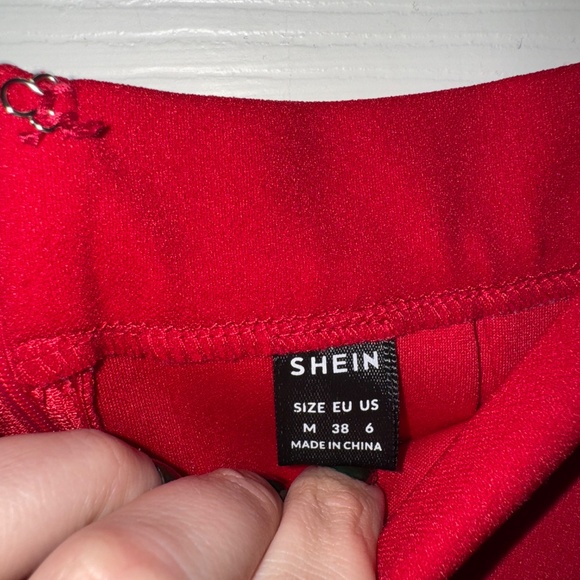 SHEIN
SIZE EU US
M 38 6
MADE IN CHINA